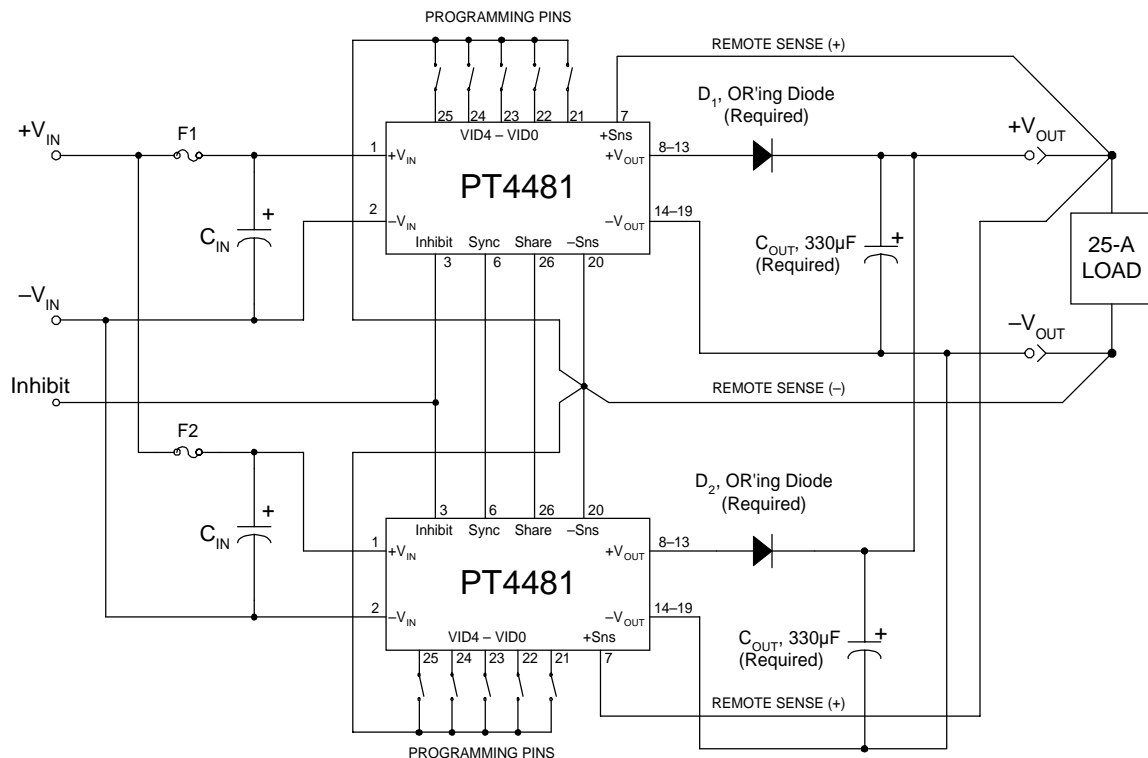 PROGRAMMING PINS
REMOTE SENSE (+)
D1, OR'ing Diode
(Required)
25 24 23 22 21 7
VID4 – VID0 +Sns
+VIN
F1
1 +VIN
+VOUT 8–13
+VOUT
PT4481
2 –VIN
–VOUT 14–19
CIN +
COUT, 330µF +
(Required)
25-A
LOAD
Inhibit Sync Share –Sns
3 6 26 20
–VIN
–VOUT
Inhibit
REMOTE SENSE (–)
F2
D2, OR'ing Diode
(Required)
3 6 26 20
Inhibit Sync Share –Sns
CIN +
1 +VIN
+VOUT 8–13
PT4481
2 –VIN
–VOUT 14–19
VID4 – VID0 +Sns
25 24 23 22 21 7
COUT, 330µF +
(Required)
REMOTE SENSE (+)
PROGRAMMING PINS